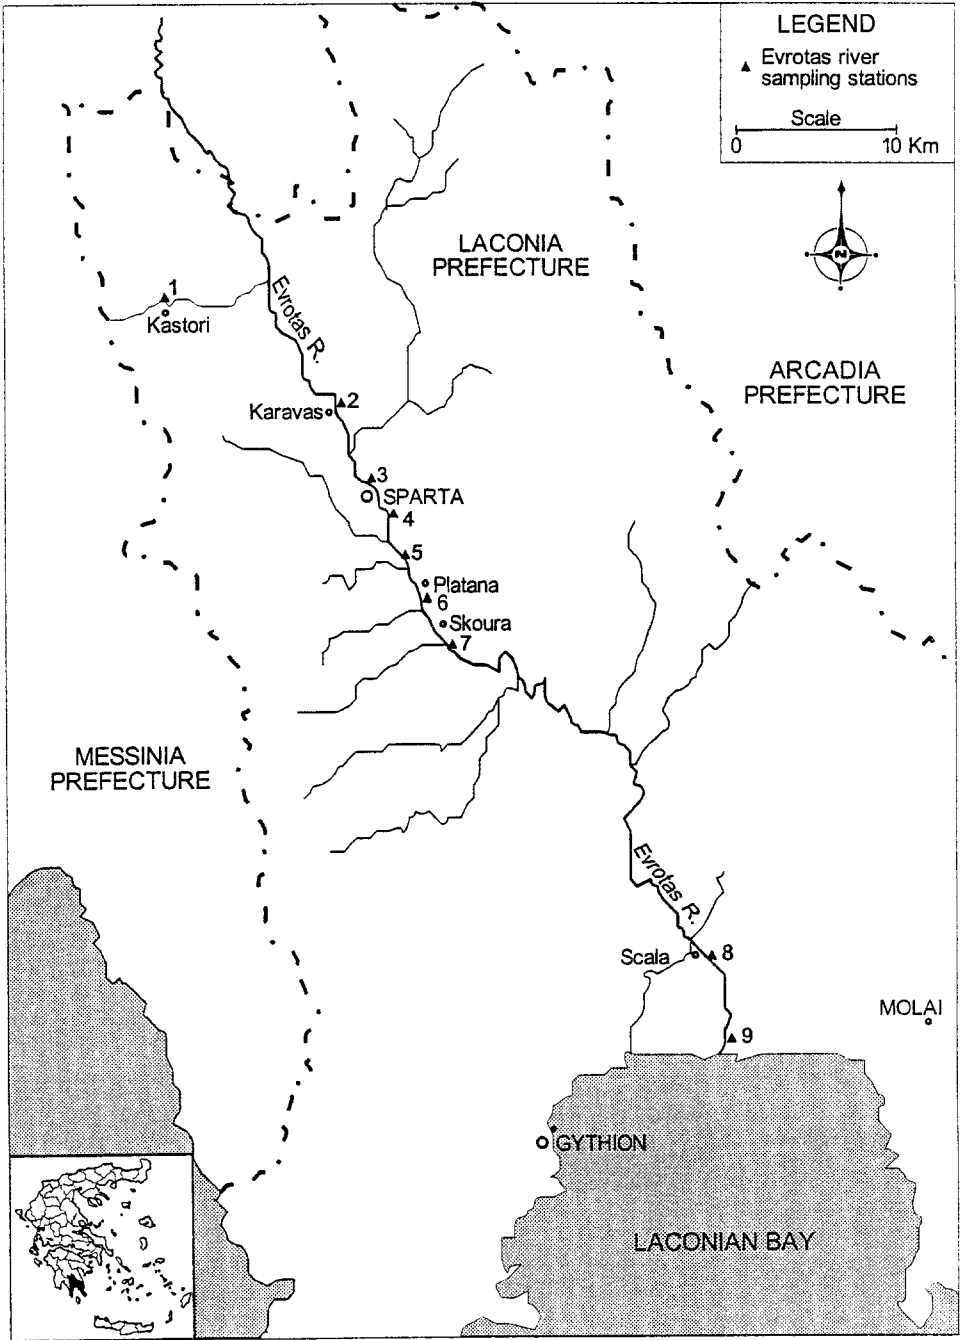 LEGEND
Evrotas river
sampling stations
Scale
0 10 Km
N
LACONIA
PREFECTURE
1
Kastori
Evrotas R.
ARCADIA
PREFECTURE
2
Karavas
3
SPARTA
4
5
Platana
6
Skoura
7
MESSINIA
PREFECTURE
Evrotas R.
Scala
8
MOLAI
9
GYTHION
LACONIAN BAY